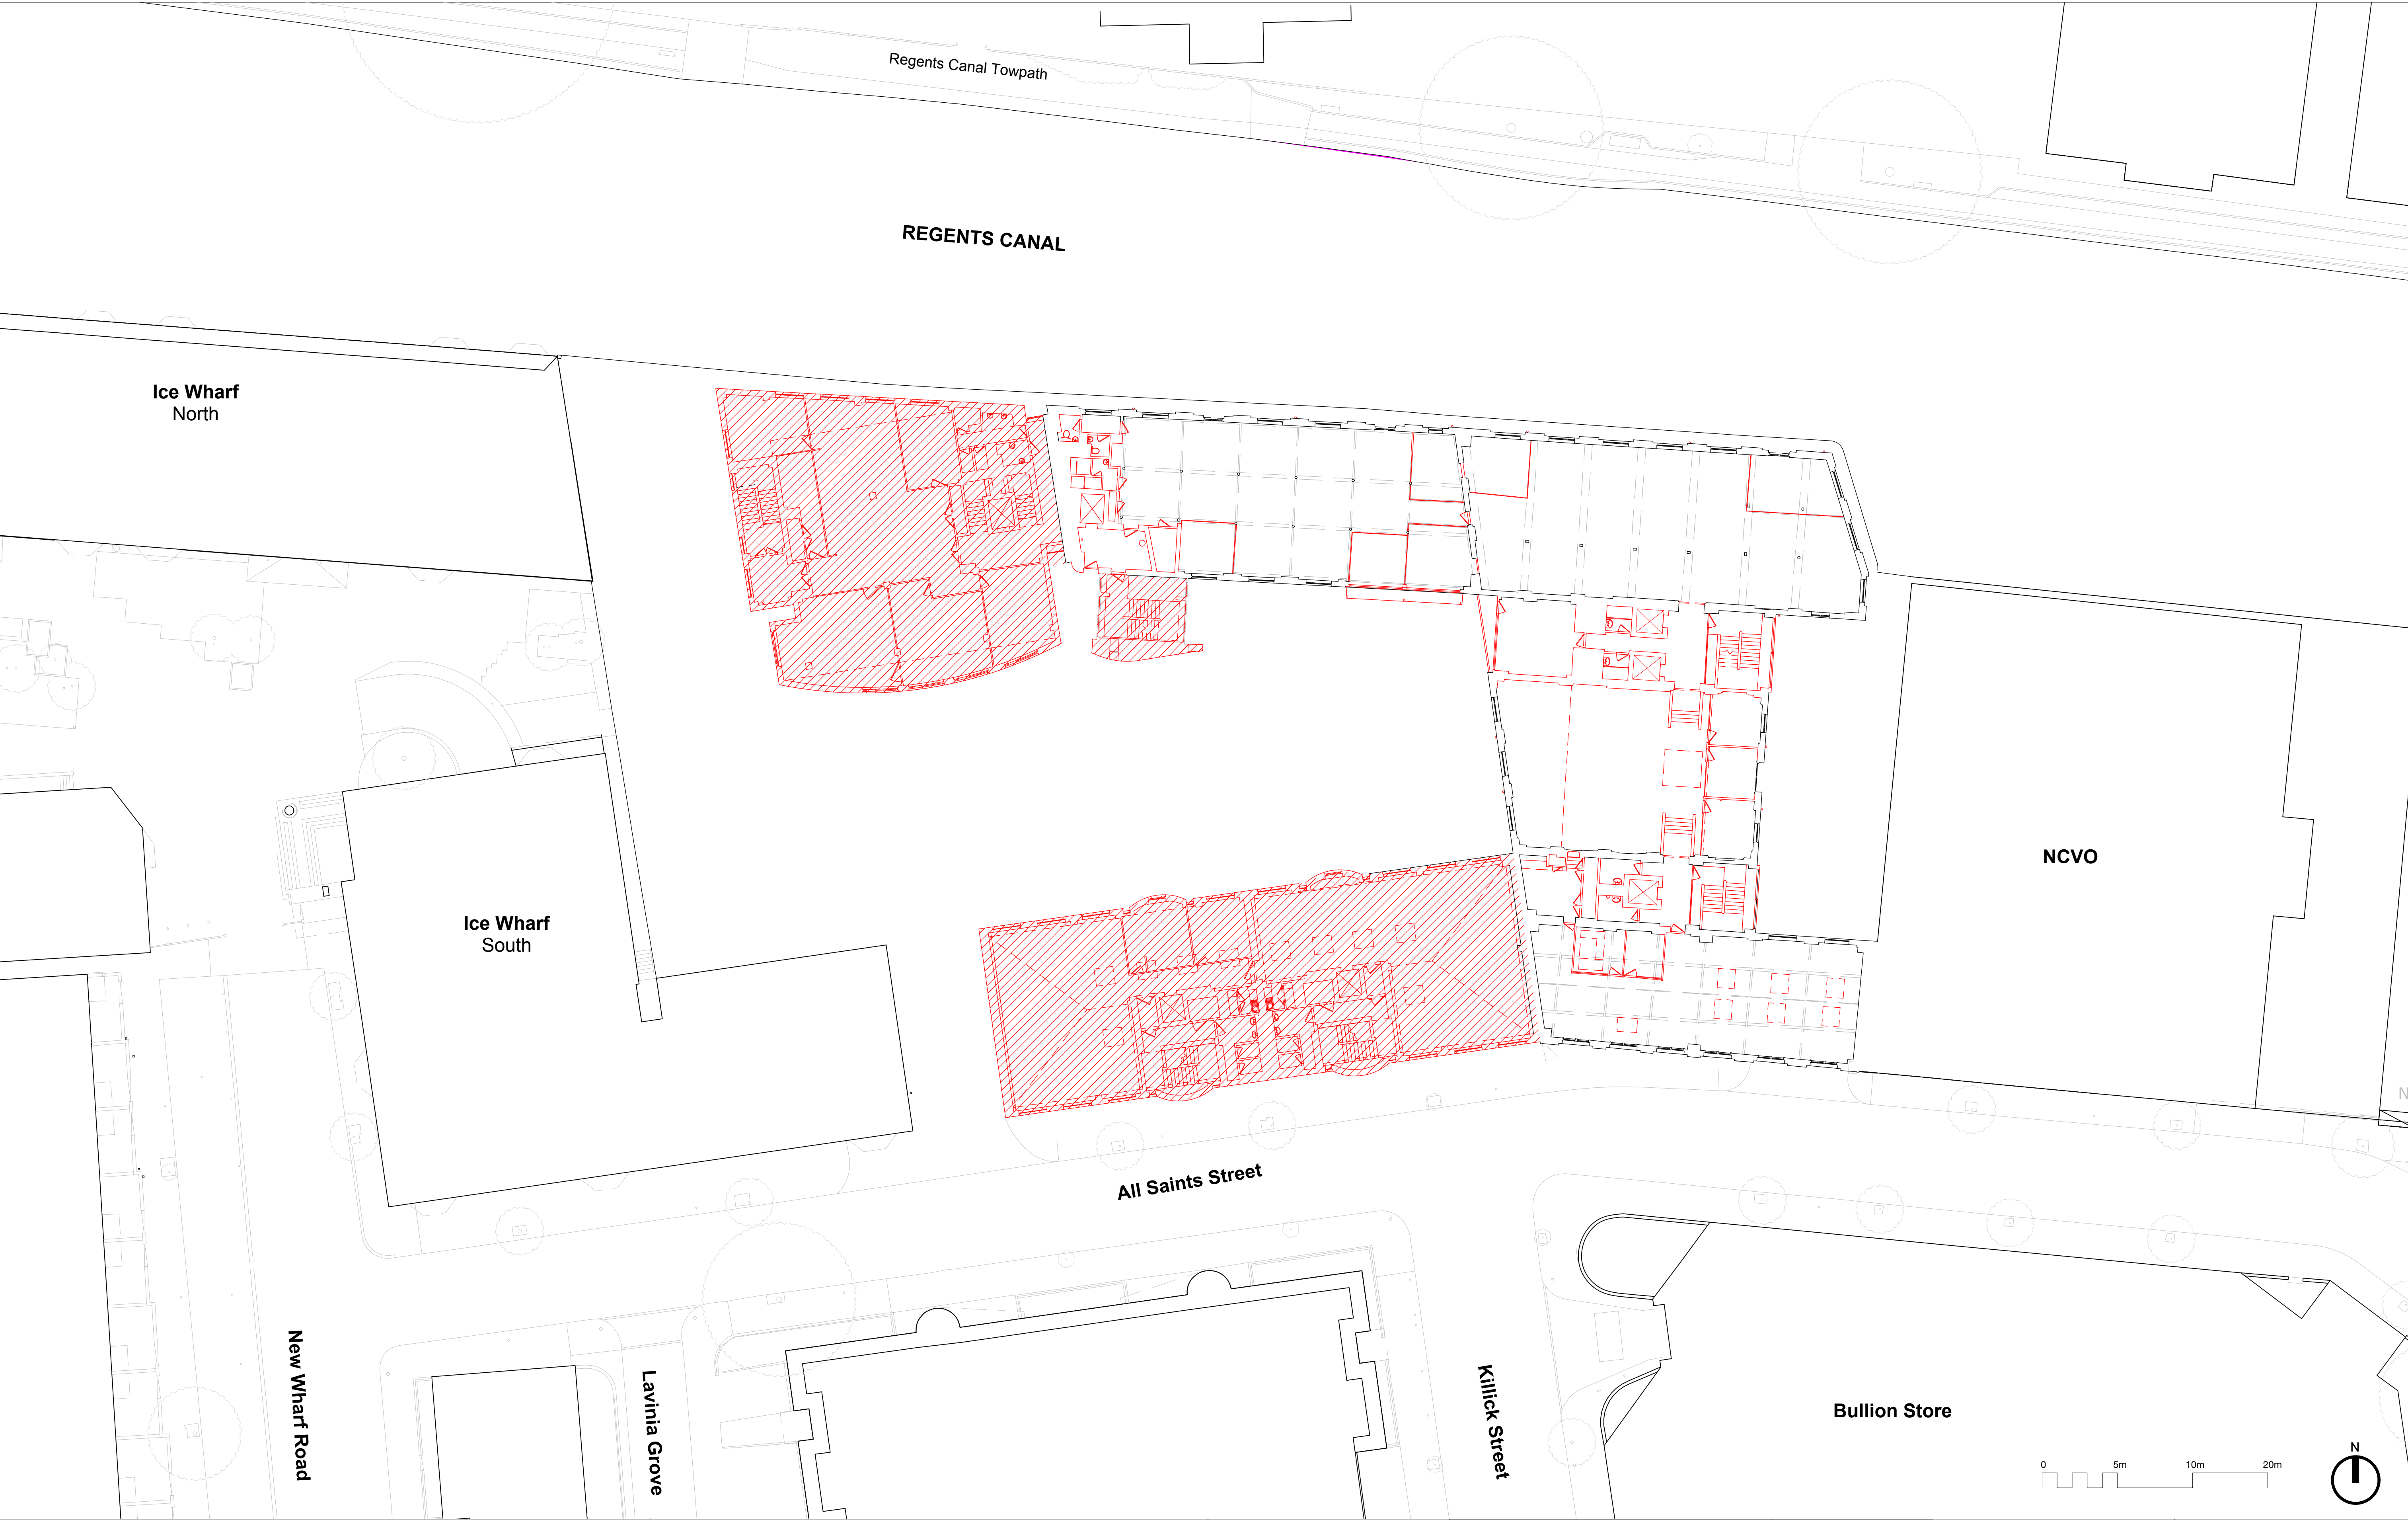 Regents Canal Towpath
REGENTS CANAL
Ice Wharf
North
Ice Wharf
South
NCVO
N
All Saints Street
New Wharf Road
Lavinia Grove
Killick Street
Bullion Store
0 5m 10m 20m
N